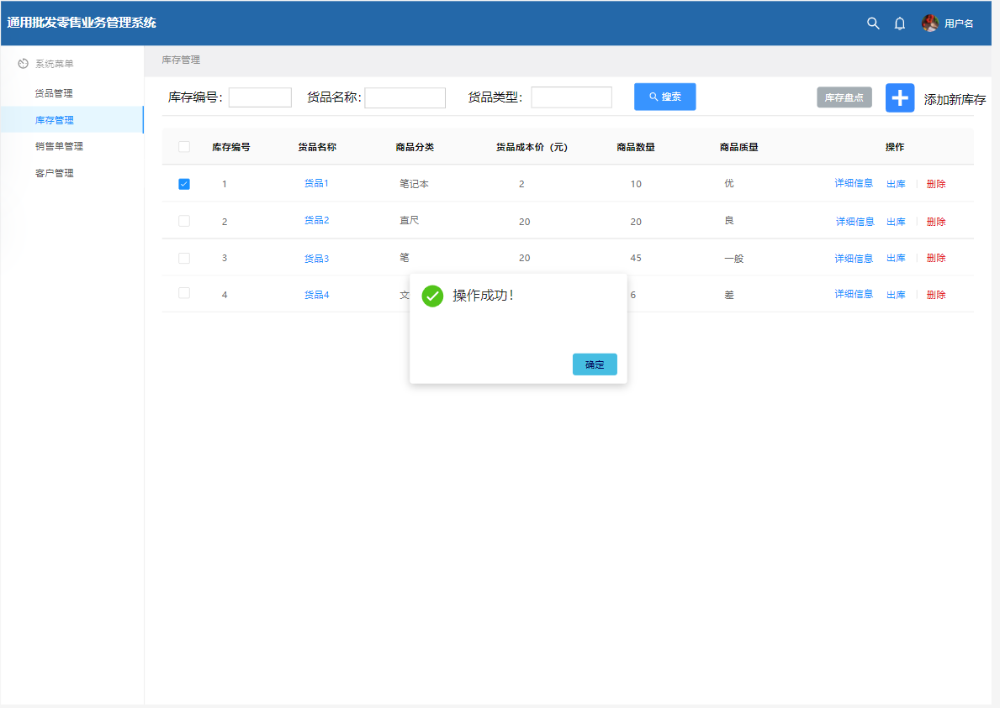 通用批发零售业务管理系统
用户名
系统菜单
货品管理
库存管理
销售单管理
客户管理
库存管理
库存编号： 货品名称： 货品类型： 搜索 库存盘点 添加新库存
库存编号 货品名称 商品分类 货品成本价（元） 商品数量 商品质量 操作
1 货品1 笔记本 2 10 优 详细信息 出库 删除
2 货品2 直尺 20 20 良 详细信息 出库 删除
3 货品3 笔 20 45 一般 详细信息 出库 删除
4 货品4 文 6 差 详细信息 出库 删除
操作成功！
确定